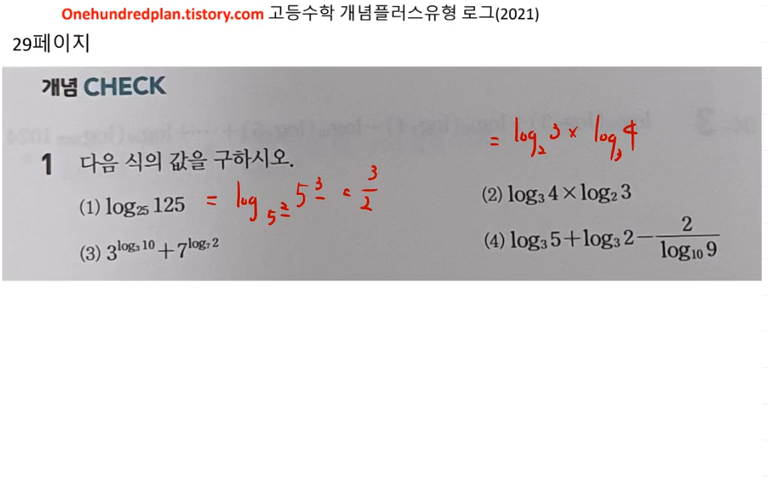 Onehundredplan.tistory.com 고등수학 개념플러스유형 로그(2021)
29페이지
개념 CHECK
= log₂ 3 × log₃ 4
1 다음 식의 값을 구하시오.
(1) log₂₅ 125 = log_5² 5³ = 3/2
(2) log₃ 4 × log₂ 3
(3) 3^log₃ 10 + 7^log₇ 2
(4) log₃ 5 + log₃ 2 − 2/log₁₀ 9